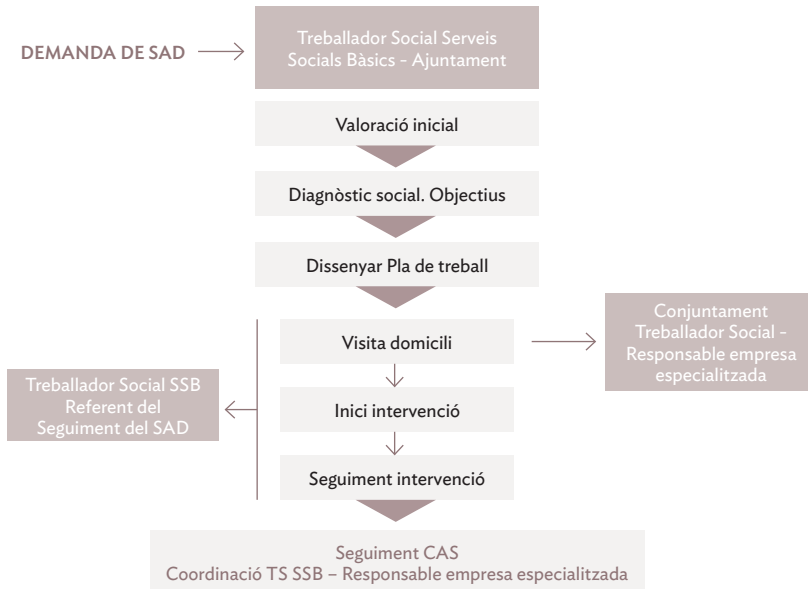 DEMANDA DE SAD
Treballador Social Serveis
Socials Bàsics - Ajuntament
Valoració inicial
Diagnòstic social. Objectius
Dissenyar Pla de treball
Visita domicili
Conjuntament
Treballador Social -
Responsable empresa
especialitzada
Treballador Social SSB
Referent del
Seguiment del SAD
Inici intervenció
Seguiment intervenció
Seguiment CAS
Coordinació TS SSB – Responsable empresa especialitzada